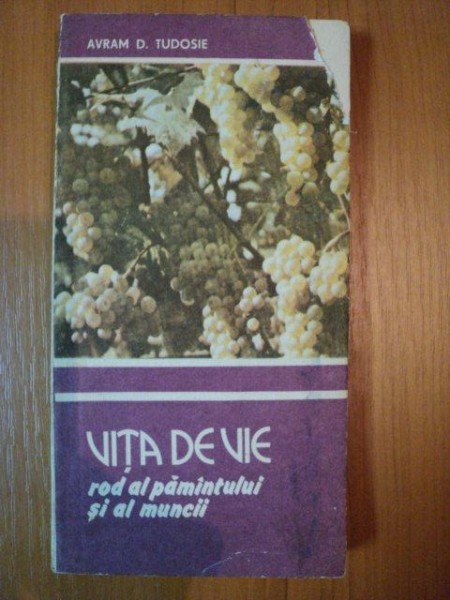 AVRAM D. TUDOSIE
VIȚA DE VIE
rod al pămîntului
și al muncii